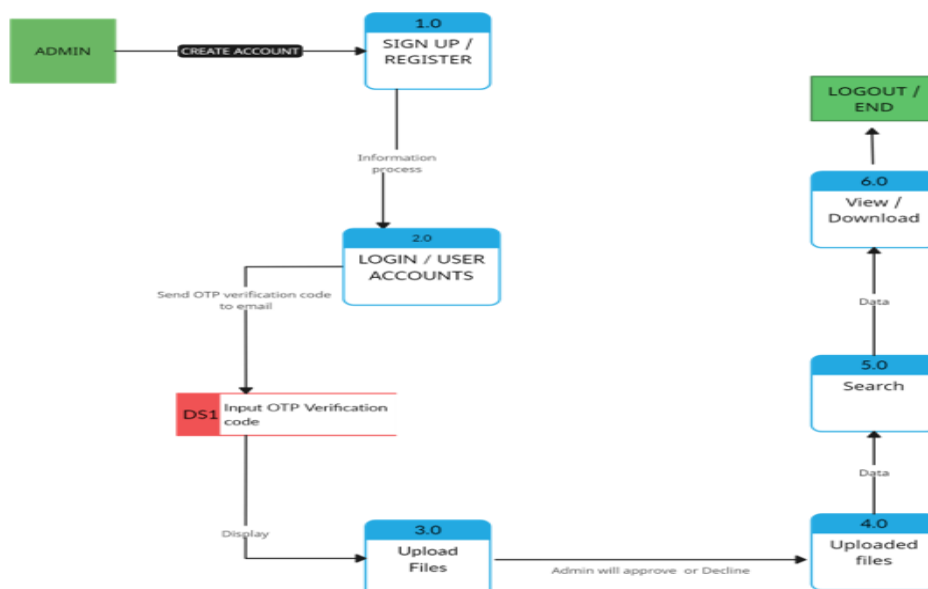 ADMIN
CREATE ACCOUNT
1.0
SIGN UP /
REGISTER
Information
process
2.0
LOGIN / USER
ACCOUNTS
Send OTP verification code
to email
DS1
Input OTP Verification
code
Display
3.0
Upload
Files
Admin will approve or Decline
4.0
Uploaded
files
Data
5.0
Search
Data
6.0
View /
Download
LOGOUT /
END